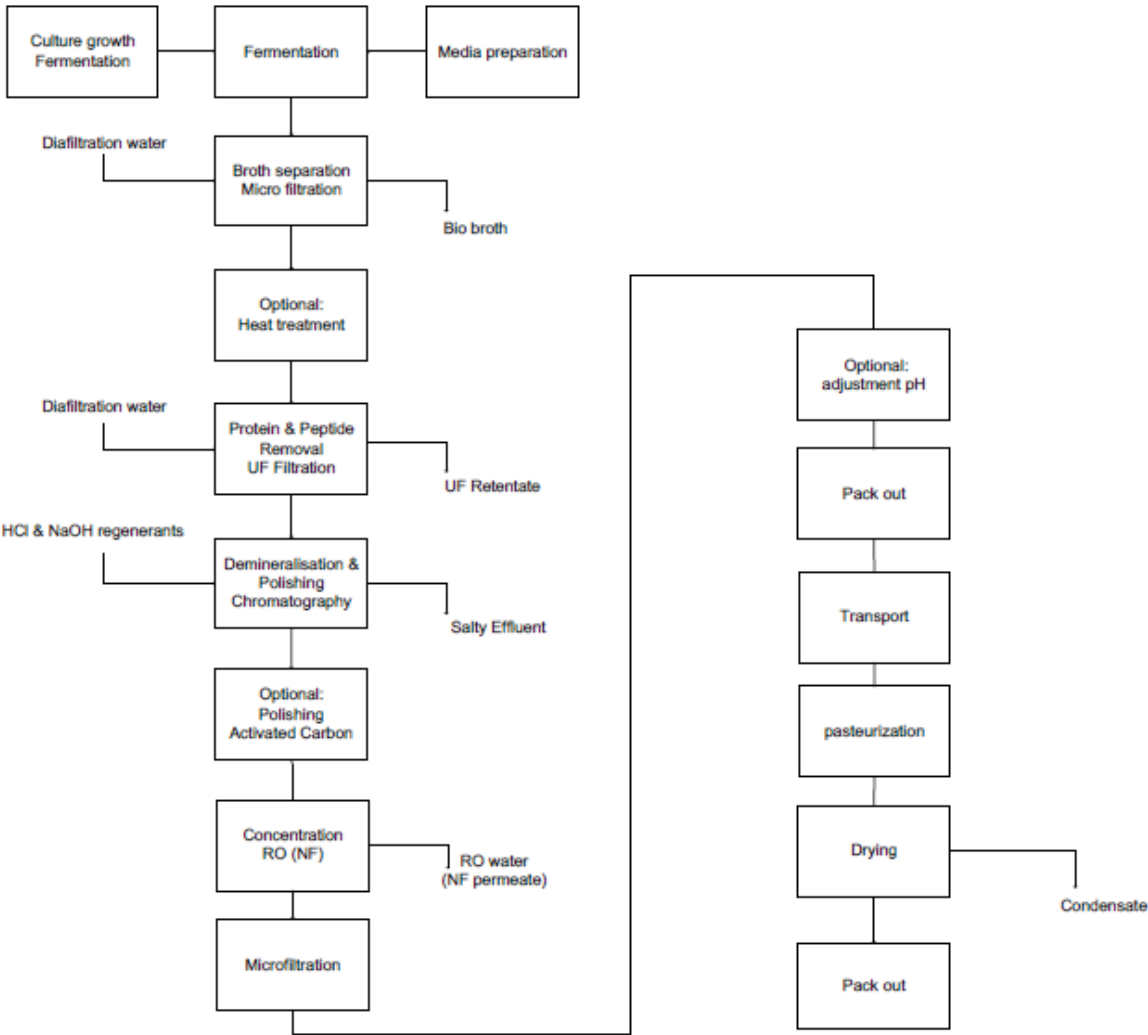 Culture growth
Fermentation
Fermentation
Media preparation
Diafiltration water
Broth separation
Micro filtration
Bio broth
Optional:
Heat treatment
Diafiltration water
Protein & Peptide
Removal
UF Filtration
UF Retentate
HCl & NaOH regenerants
Demineralisation &
Polishing
Chromatography
Salty Effluent
Optional:
Polishing
Activated Carbon
Concentration
RO (NF)
RO water
(NF permeate)
Microfiltration
Optional:
adjustment pH
Pack out
Transport
pasteurization
Drying
Condensate
Pack out